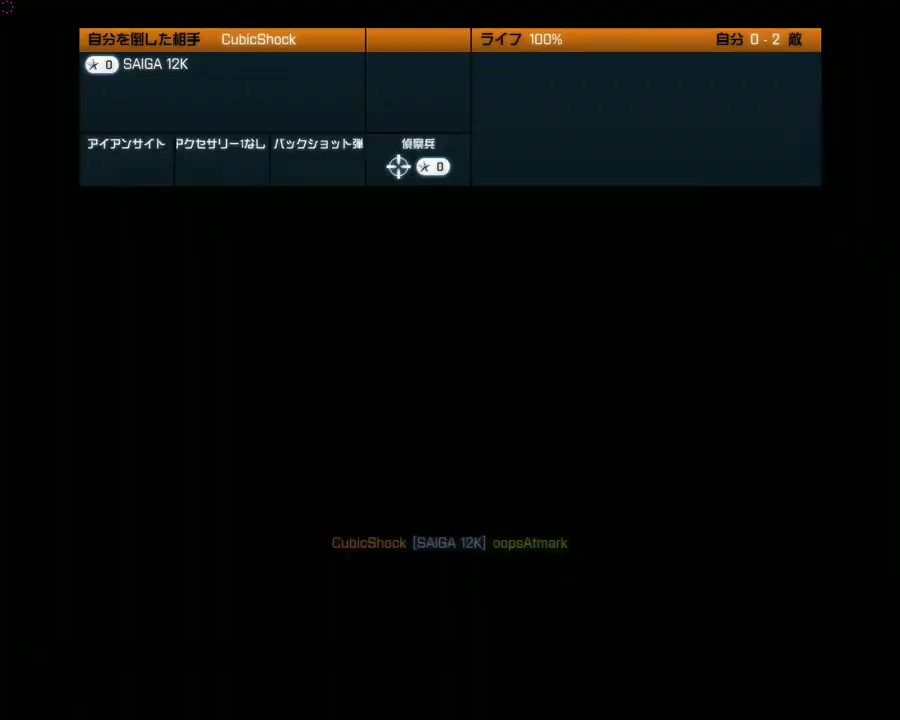 自分を倒した相手 CubicShock ライフ 100% 自分 0 - 2 敵
0 SAIGA 12K
アイアンサイト アクセサリー1なし バックショット弾 偵察兵
0
CubicShock [SAIGA 12K] oopsAtmark